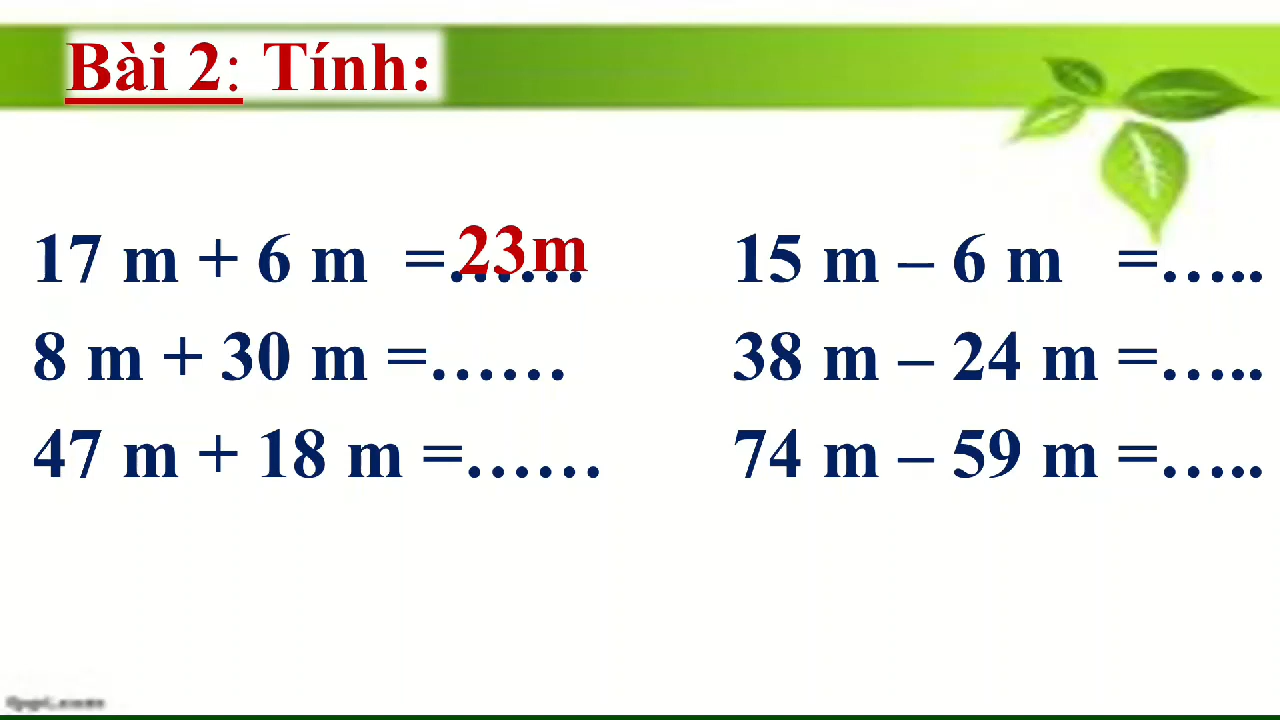 Bài 2: Tính:
17 m + 6 m = 23m 15 m – 6 m =…..
8 m + 30 m =…… 38 m – 24 m =…..
47 m + 18 m =…… 74 m – 59 m =…..